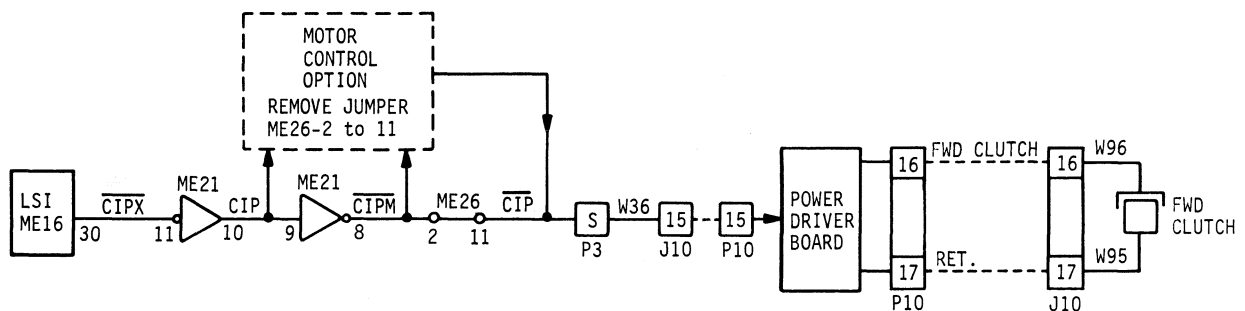 MOTOR
CONTROL
OPTION
REMOVE JUMPER
ME26-2 to 11
LSI
ME16
CIPX
30
11
ME21
CIP
10
9
ME21
CIPM
8
ME26
2
11
CIP
S
P3
W36
15
J10
15
P10
POWER
DRIVER
BOARD
16
FWD CLUTCH
16
W96
FWD
CLUTCH
17
RET.
17
W95
P10
J10